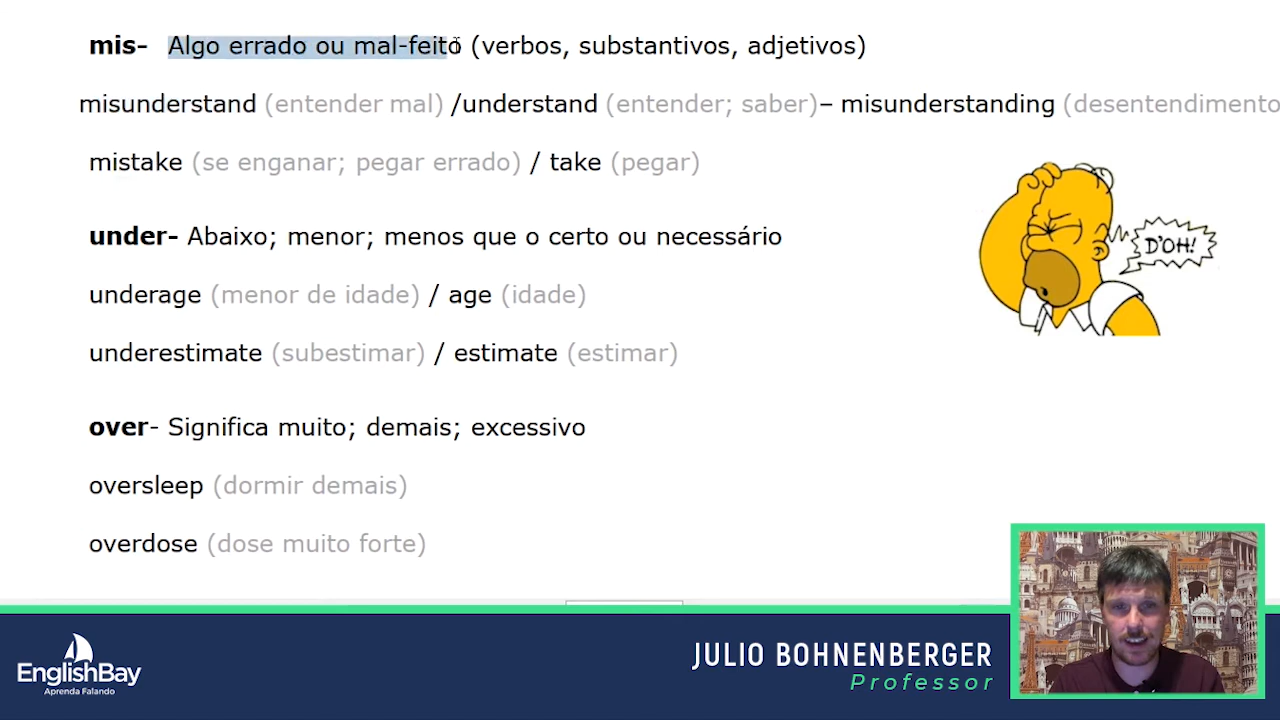 mis- Algo errado ou mal-feito (verbos, substantivos, adjetivos)
misunderstand (entender mal) /understand (entender; saber)– misunderstanding (desentendimento
mistake (se enganar; pegar errado) / take (pegar)
D'OH!
under- Abaixo; menor; menos que o certo ou necessário
underage (menor de idade) / age (idade)
underestimate (subestimar) / estimate (estimar)
over- Significa muito; demais; excessivo
oversleep (dormir demais)
overdose (dose muito forte)
EnglishBay
Aprenda Falando
JULIO BOHNENBERGER
Professor